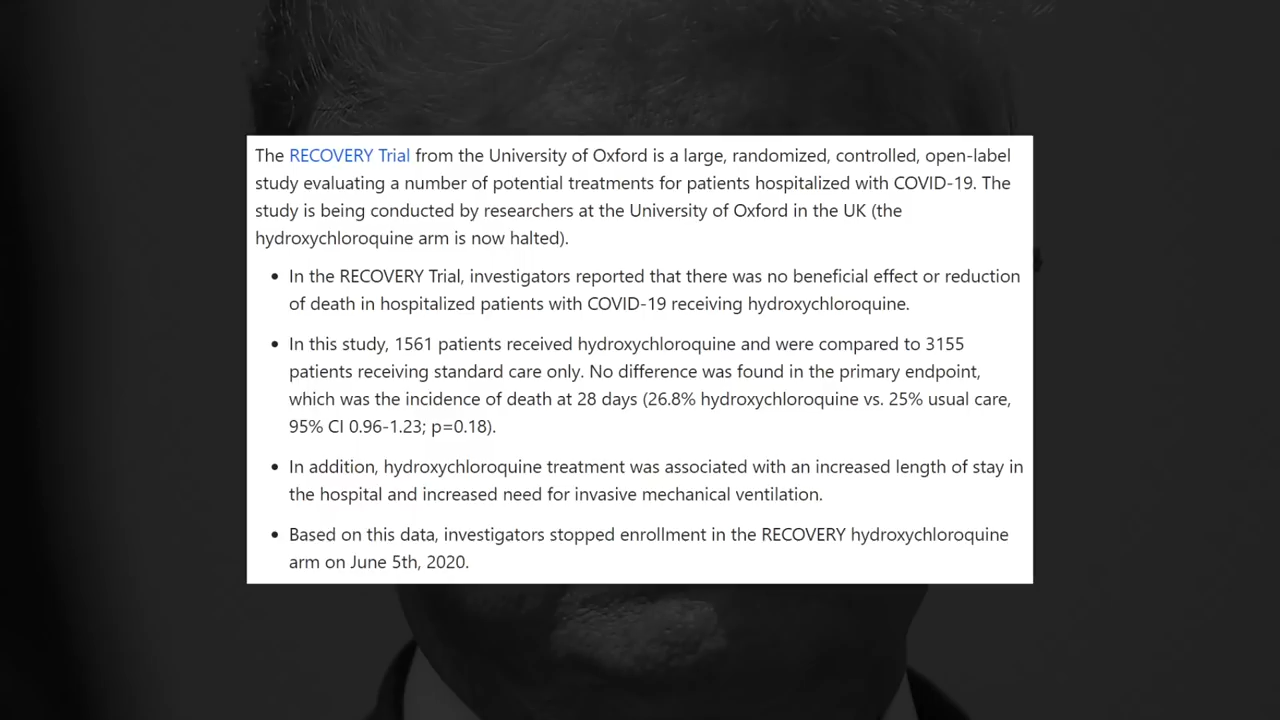 The RECOVERY Trial from the University of Oxford is a large, randomized, controlled, open-label
study evaluating a number of potential treatments for patients hospitalized with COVID-19. The
study is being conducted by researchers at the University of Oxford in the UK (the
hydroxychloroquine arm is now halted).
• In the RECOVERY Trial, investigators reported that there was no beneficial effect or reduction
of death in hospitalized patients with COVID-19 receiving hydroxychloroquine.
• In this study, 1561 patients received hydroxychloroquine and were compared to 3155
patients receiving standard care only. No difference was found in the primary endpoint,
which was the incidence of death at 28 days (26.8% hydroxychloroquine vs. 25% usual care,
95% CI 0.96-1.23; p=0.18).
• In addition, hydroxychloroquine treatment was associated with an increased length of stay in
the hospital and increased need for invasive mechanical ventilation.
• Based on this data, investigators stopped enrollment in the RECOVERY hydroxychloroquine
arm on June 5th, 2020.